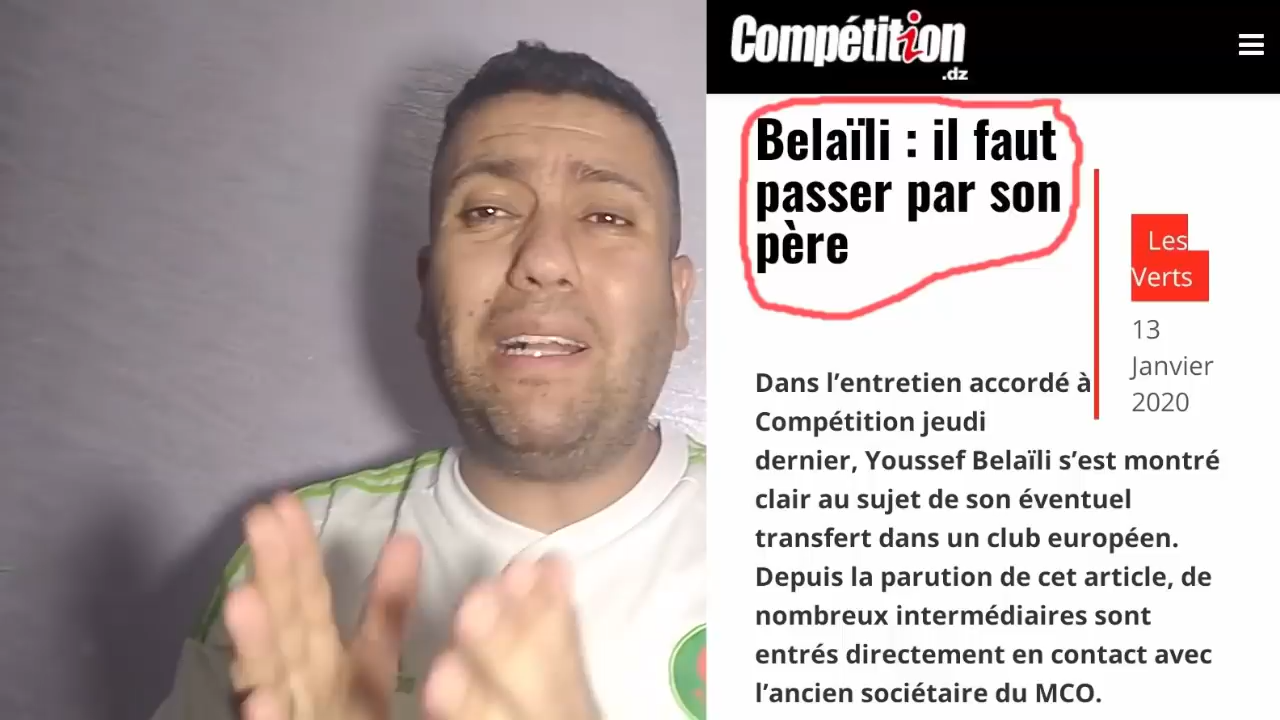 Compétition
.dz
Belaïli : il faut
passer par son
père
Les
Verts
13
Janvier
2020
Dans l’entretien accordé à
Compétition jeudi
dernier, Youssef Belaïli s’est montré
clair au sujet de son éventuel
transfert dans un club européen.
Depuis la parution de cet article, de
nombreux intermédiaires sont
entrés directement en contact avec
l’ancien sociétaire du MCO.